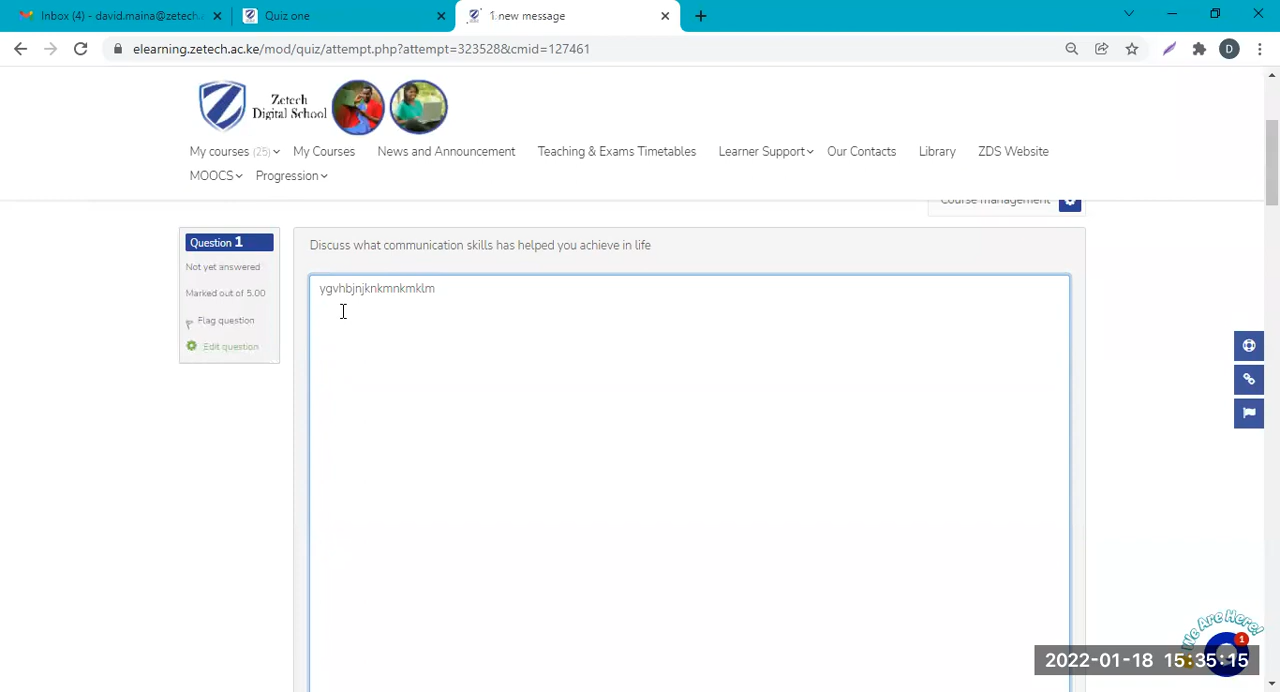 Inbox (4) - david.maina@zetech.
Quiz one
1 new message
elearning.zetech.ac.ke/mod/quiz/attempt.php?attempt=323528&cmid=127461
D
Zetech
Digital School
My courses (25)
My Courses
News and Announcement
Teaching & Exams Timetables
Learner Support
Our Contacts
Library
ZDS Website
MOOCS
Progression
Course management
Question 1
Not yet answered
Marked out of 5.00
Flag question
Edit question
Discuss what communication skills has helped you achieve in life
ygvhbjnjknkmnkmklm
We Are Here!
1
2022-01-18 15:35:15